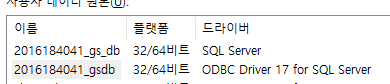 사용자 데이터 원본(U):
이름 플랫폼 드라이버
2016184041_gs_db 32/64비트 SQL Server
2016184041_gsdb 32/64비트 ODBC Driver 17 for SQL Server